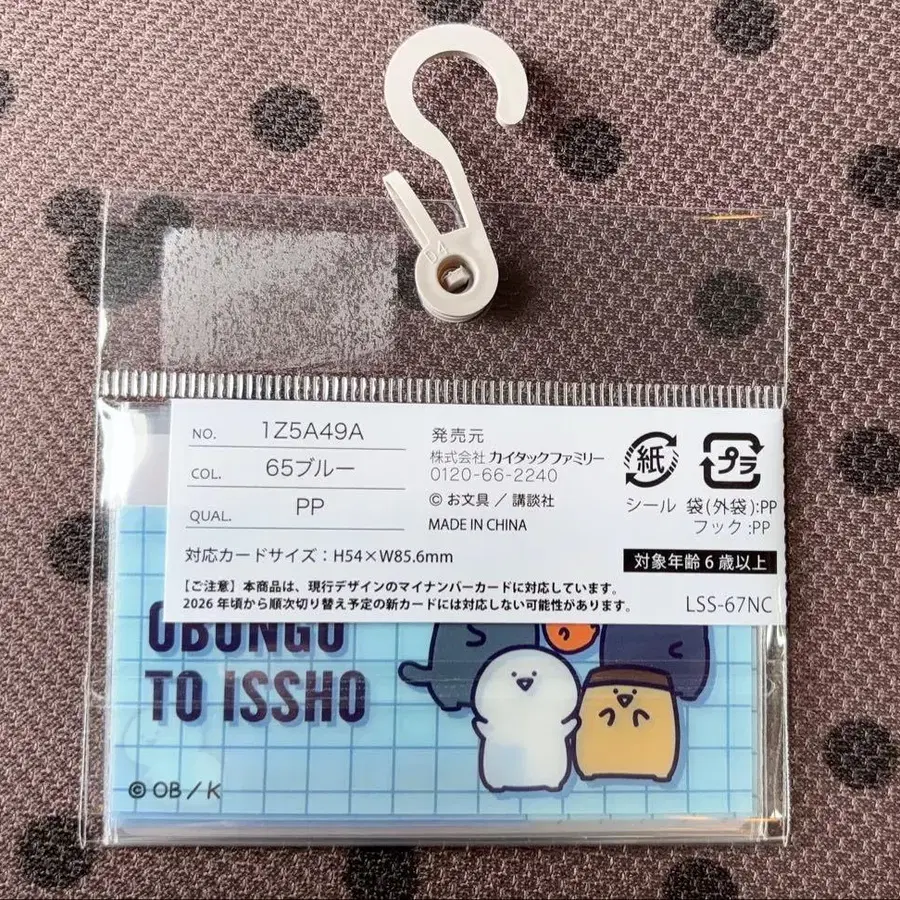 D4
NO. 1Z5A49A
COL. 65ブルー
QUAL. PP
対応カードサイズ：H54×W85.6mm
【ご注意】本商品は、現行デザインのマイナンバーカードに対応しています。
2026年頃から順次切り替え予定の新カードには対応しない可能性があります。
発売元
株式会社カイタックファミリー
0120-66-2240
©お文具／講談社
MADE IN CHINA
紙
プラ
シール 袋(外袋):PP
フック:PP
対象年齢6歳以上
LSS-67NC
OBUNGU
TO ISSHO
©OB/K